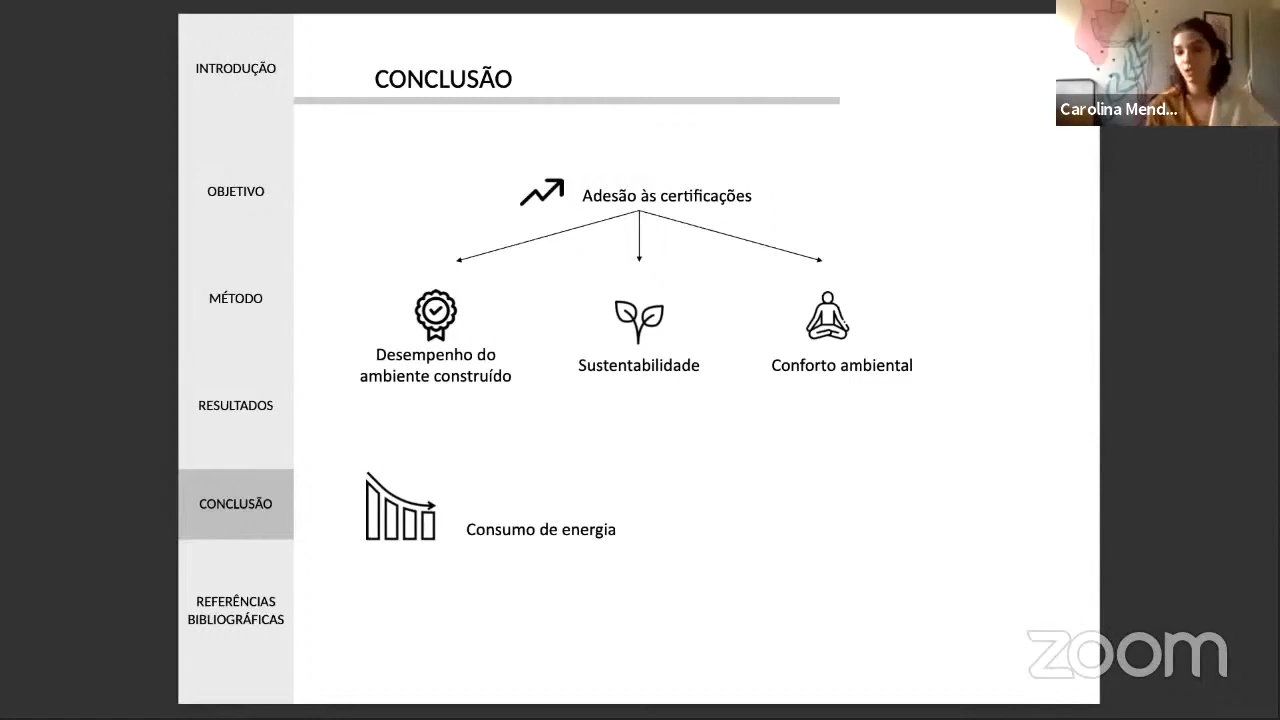 INTRODUÇÃO
OBJETIVO
MÉTODO
RESULTADOS
CONCLUSÃO
REFERÊNCIAS
BIBLIOGRÁFICAS
CONCLUSÃO
Adesão às certificações
Desempenho do
ambiente construído
Sustentabilidade
Conforto ambiental
Consumo de energia
Carolina Mend...
zoom